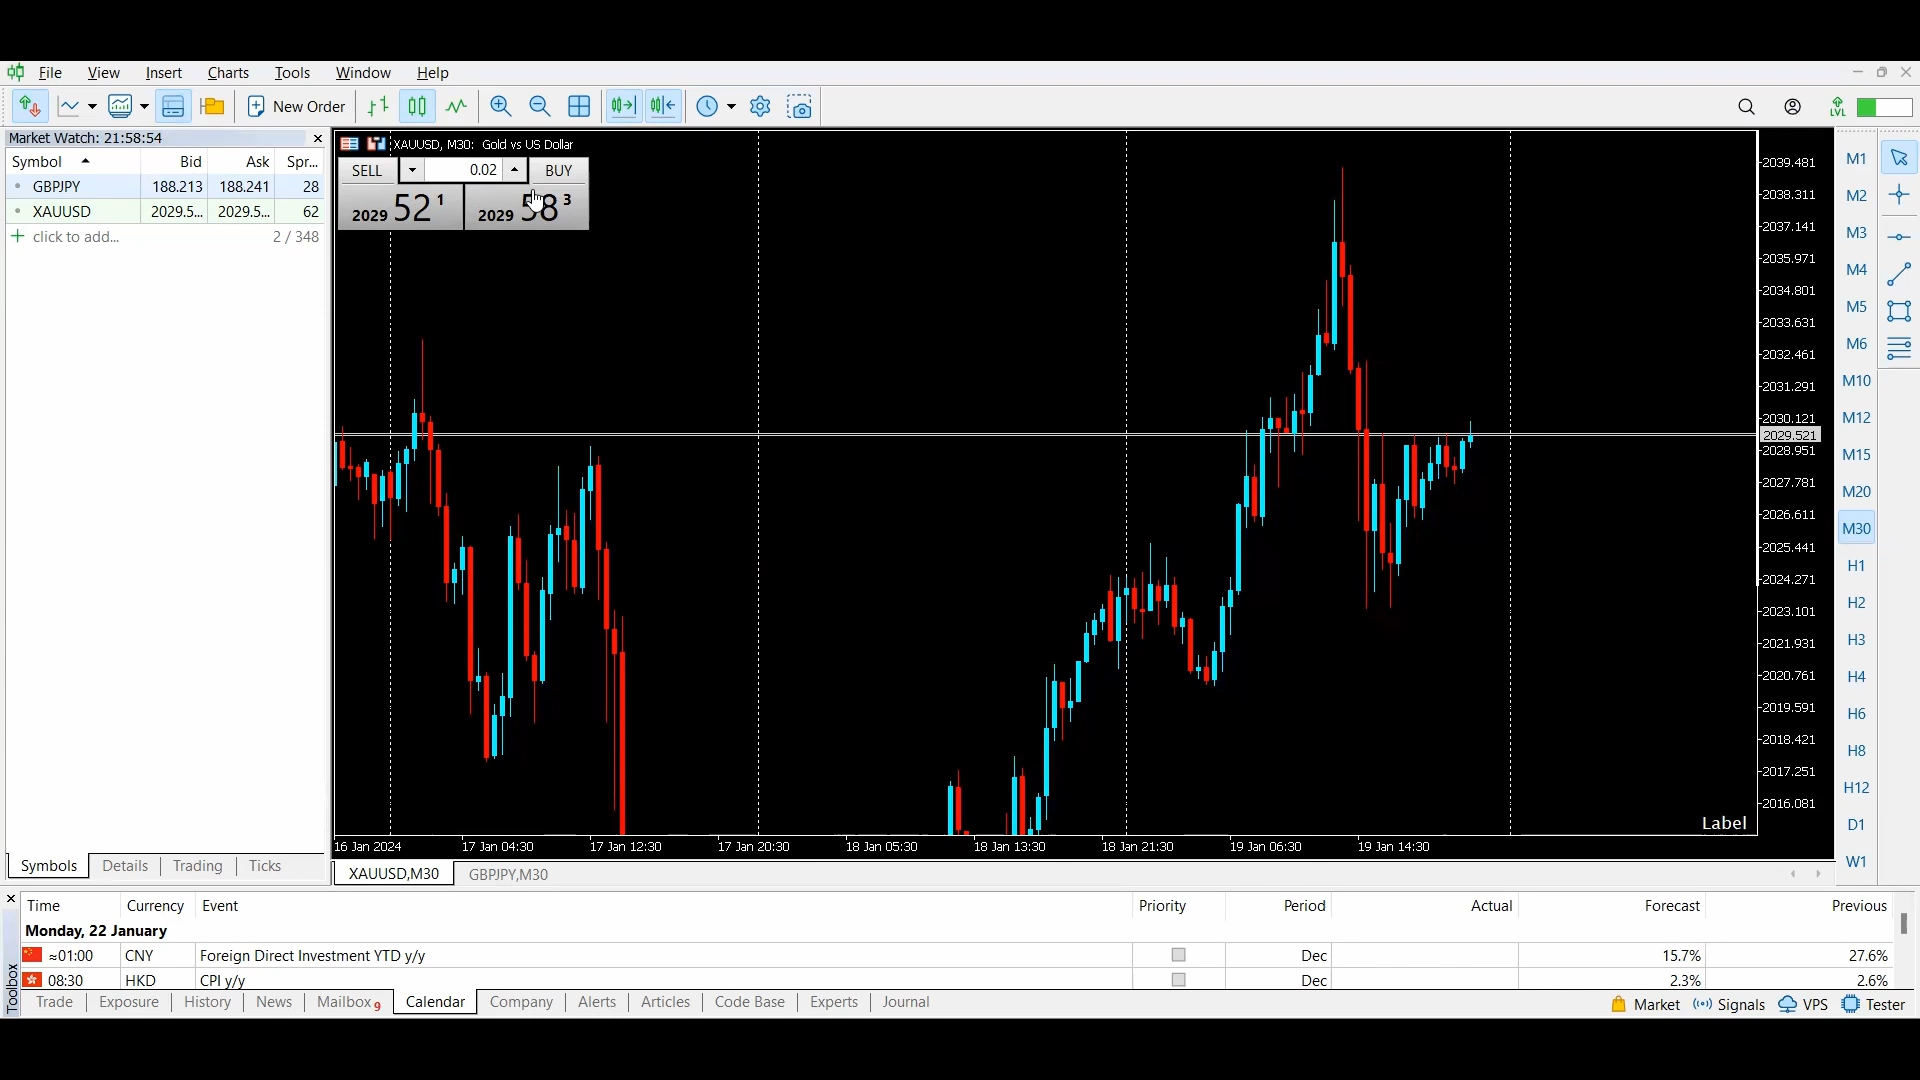 File View Insert Charts Tools Window Help
New Order
Market Watch: 21:58:54
Symbol Bid Ask Spr...
GBPJPY 188.213 188.241 28
XAUUSD 2029.5... 2029.5... 62
click to add... 2 / 348
Symbols Details Trading Ticks
XAUUSD, M30: Gold vs US Dollar
SELL 0.02 BUY
2029 52 1 2029 58 3
2039.481
2038.311
2037.141
2035.971
2034.801
2033.631
2032.461
2031.291
2030.121
2029.521
2028.951
2027.781
2026.611
2025.441
2024.271
2023.101
2021.931
2020.761
2019.591
2018.421
2017.251
2016.081
Label
16 Jan 2024 17 Jan 04:30 17 Jan 12:30 17 Jan 20:30 18 Jan 05:30 18 Jan 13:30 18 Jan 21:30 19 Jan 06:30 19 Jan 14:30
XAUUSD,M30 GBPJPY,M30
LVL
M1
M2
M3
M4
M5
M6
M10
M12
M15
M20
M30
H1
H2
H3
H4
H6
H8
H12
D1
W1
Toolbox
Time Currency Event Priority Period Actual Forecast Previous
Monday, 22 January
≈01:00 CNY Foreign Direct Investment YTD y/y Dec 15.7% 27.6%
08:30 HKD CPI y/y Dec 2.3% 2.6%
Trade Exposure History News Mailbox 9 Calendar Company Alerts Articles Code Base Experts Journal
Market Signals VPS Tester